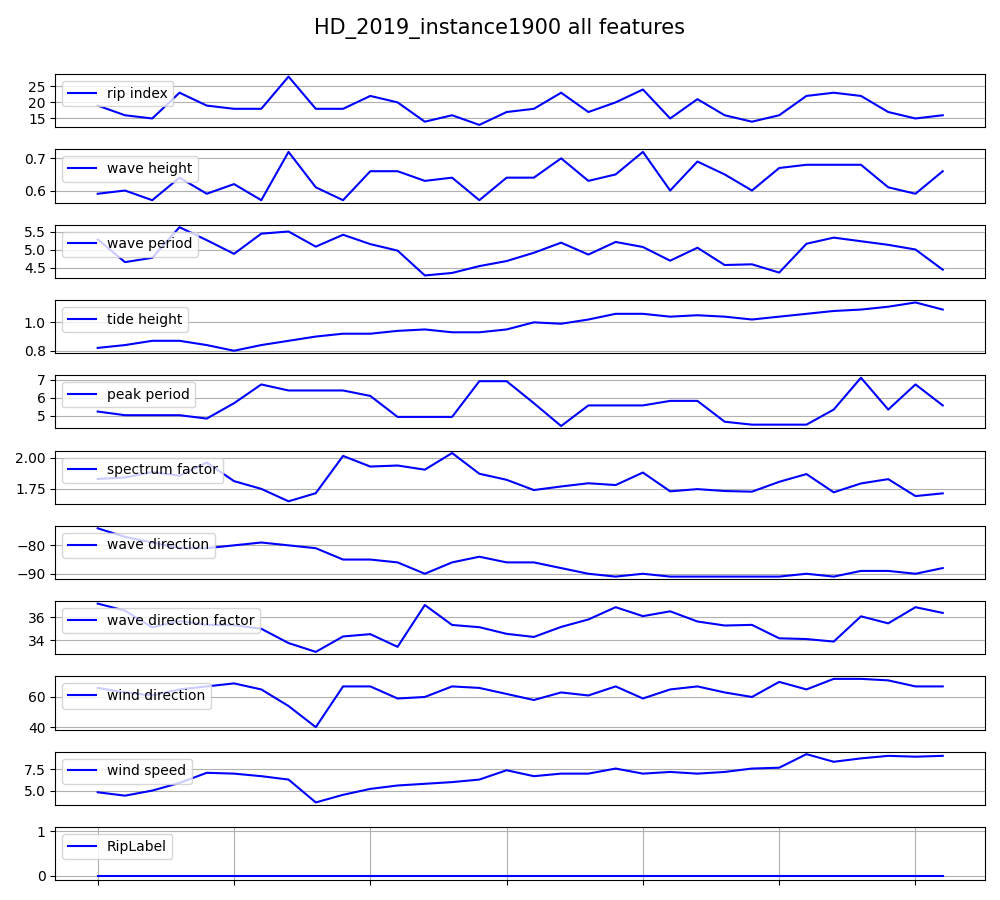 HD_2019_instance1900 all features
25
20
15
rip index
0.7
0.6
wave height
5.5
5.0
4.5
wave period
1.0
0.8
tide height
7
6
5
peak period
2.00
1.75
spectrum factor
−80
−90
wave direction
36
34
wave direction factor
60
40
wind direction
7.5
5.0
wind speed
1
0
RipLabel